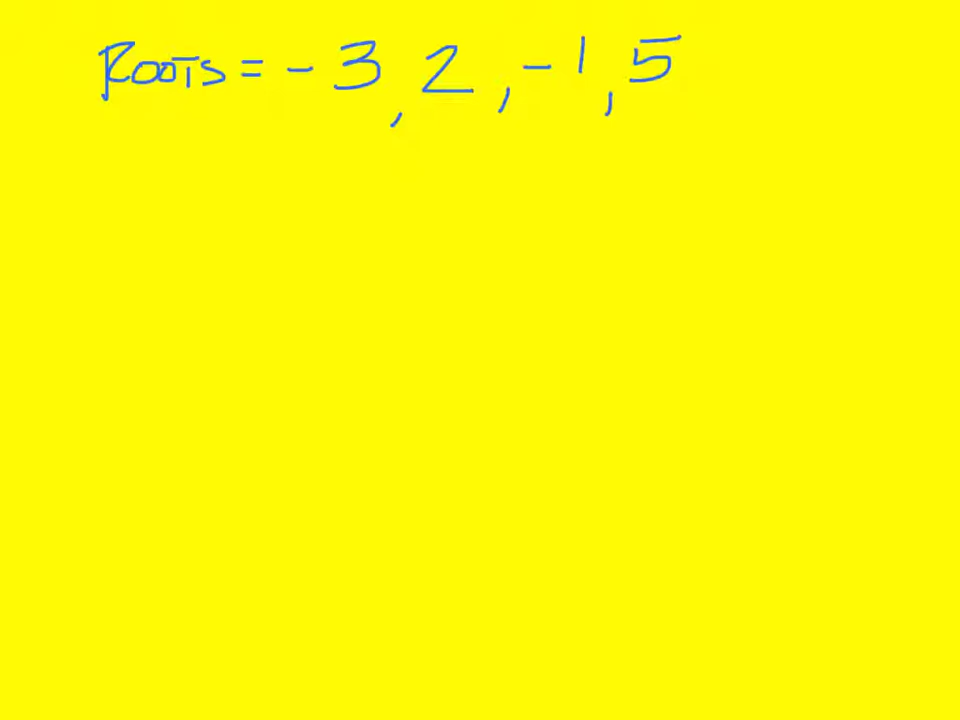 Roots = -3, 2, -1, 5